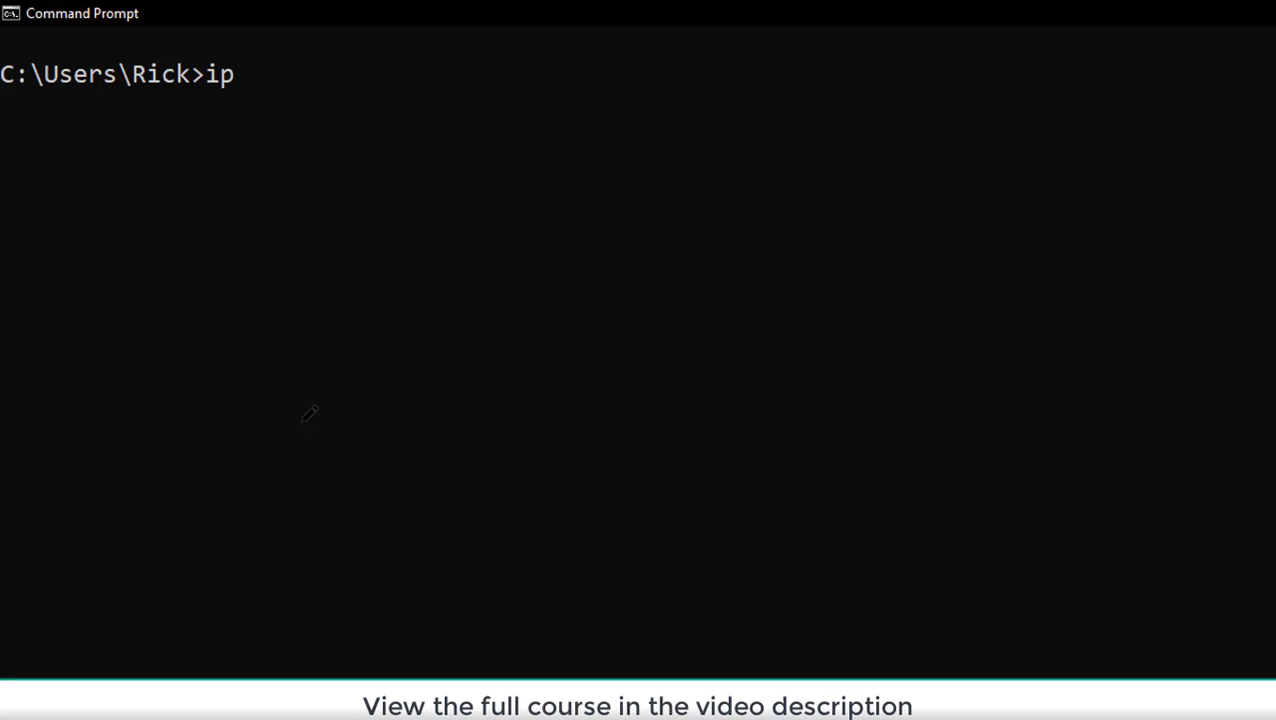 Command Prompt
C:\Users\Rick>ip
View the full course in the video description